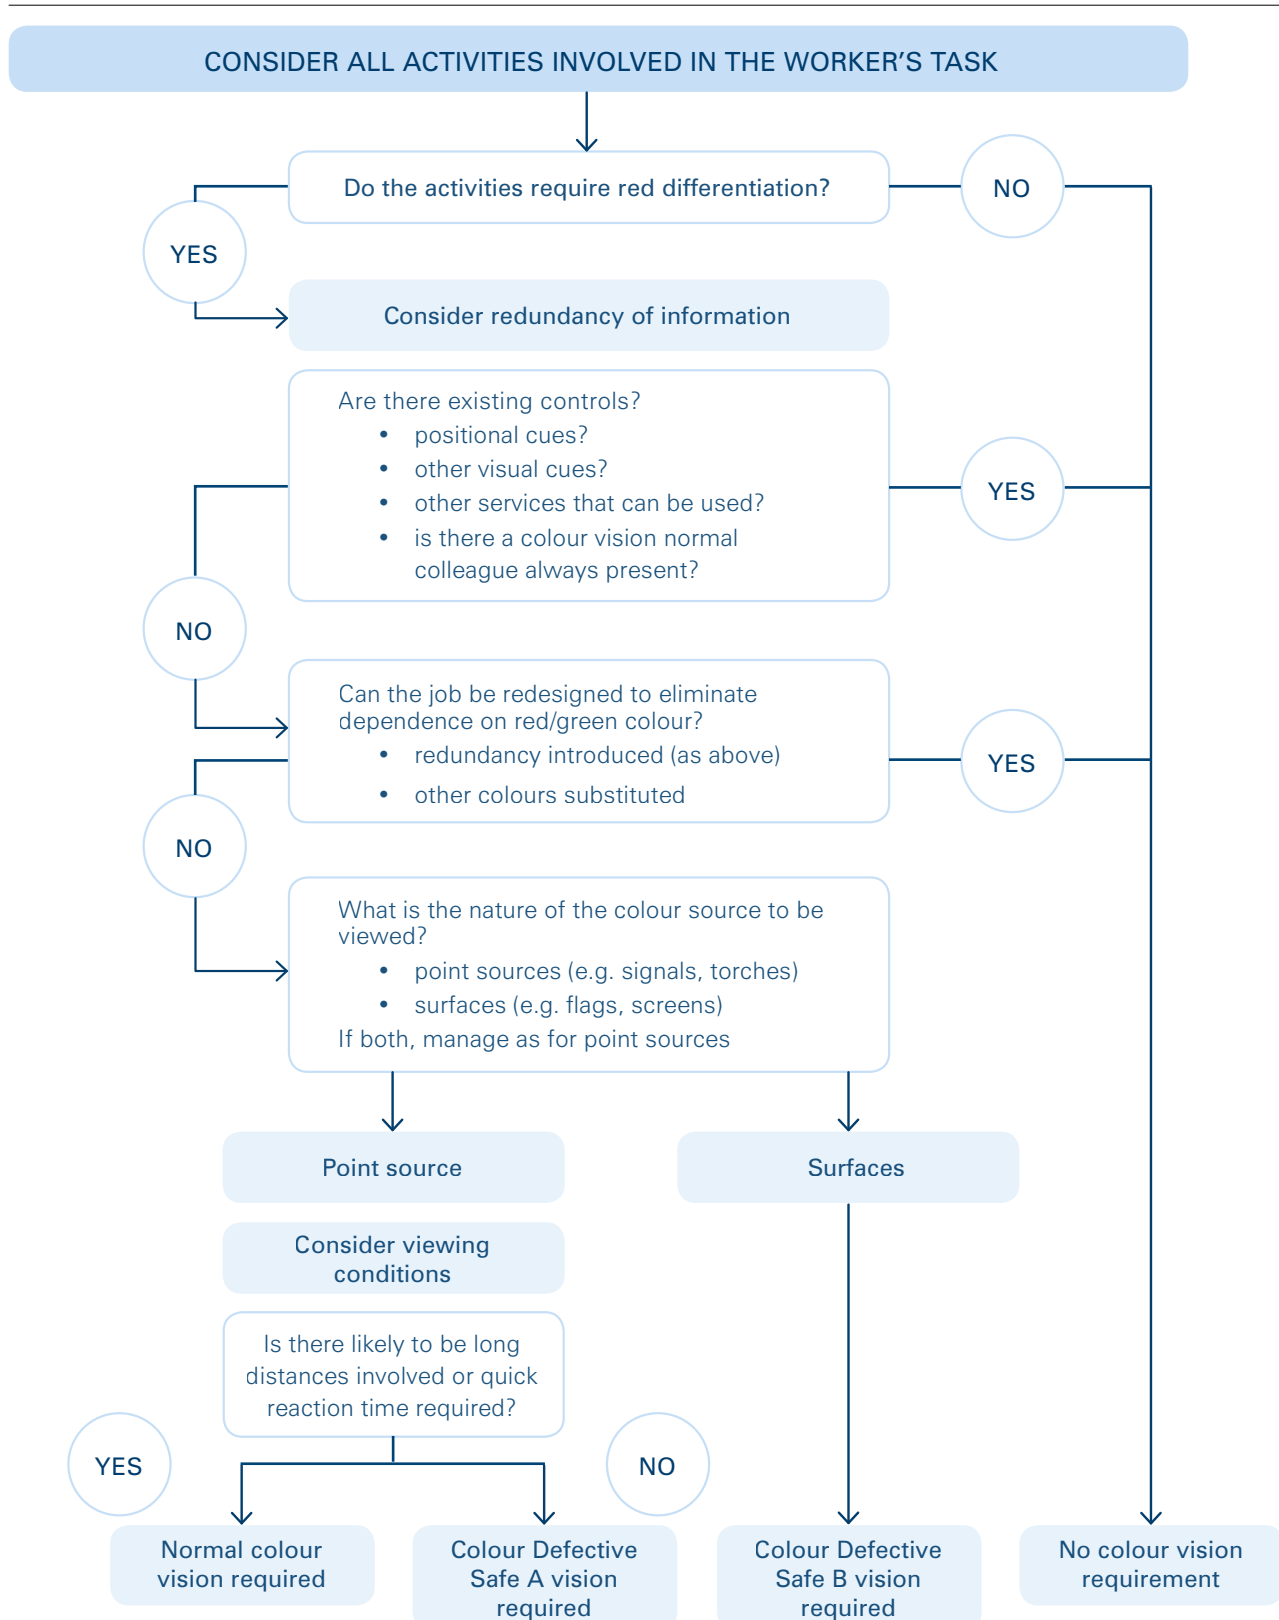 CONSIDER ALL ACTIVITIES INVOLVED IN THE WORKER'S TASK
Do the activities require red differentiation?
NO
YES
Consider redundancy of information
Are there existing controls?
• positional cues?
• other visual cues?
• other services that can be used?
• is there a colour vision normal
colleague always present?
YES
NO
Can the job be redesigned to eliminate
dependence on red/green colour?
• redundancy introduced (as above)
• other colours substituted
YES
NO
What is the nature of the colour source to be
viewed?
• point sources (e.g. signals, torches)
• surfaces (e.g. flags, screens)
If both, manage as for point sources
Point source
Surfaces
Consider viewing
conditions
Is there likely to be long
distances involved or quick
reaction time required?
YES
NO
Normal colour
vision required
Colour Defective
Safe A vision
required
Colour Defective
Safe B vision
required
No colour vision
requirement